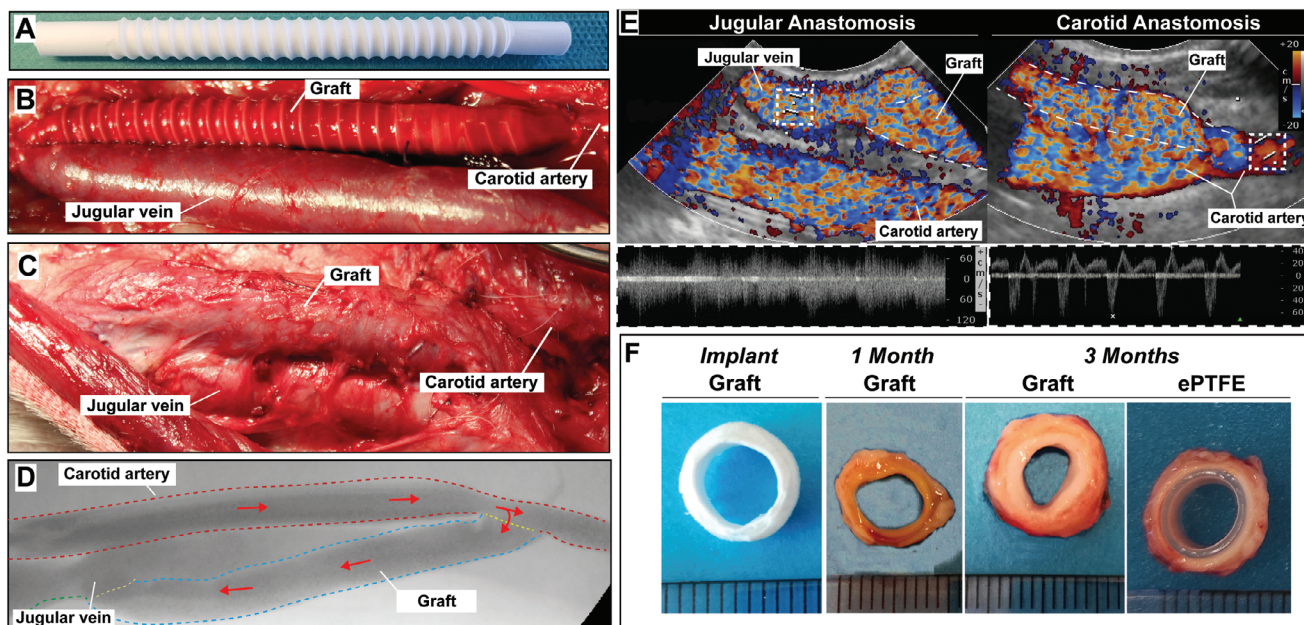 A
B
Graft
Carotid artery
Jugular vein
C
Graft
Carotid artery
Jugular vein
D
Carotid artery
Graft
Jugular vein
E
Jugular Anastomosis
Carotid Anastomosis
Jugular vein
Graft
Carotid artery
Graft
Carotid artery
+20
cm/s
-20
60
0
60
120
+
cm/s
-
40
20
0
20
40
60
x
F
Implant
Graft
1 Month
Graft
3 Months
Graft
ePTFE